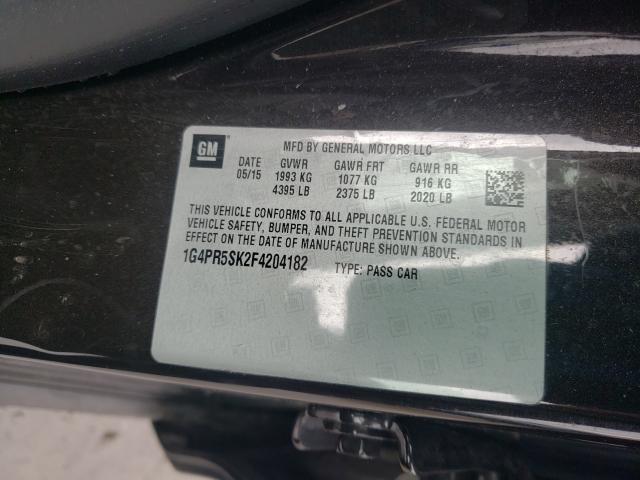 GM
MFD BY GENERAL MOTORS LLC
DATE GVWR GAWR FRT GAWR RR
05/15 1993 KG 1077 KG 916 KG
4395 LB 2375 LB 2020 LB
THIS VEHICLE CONFORMS TO ALL APPLICABLE U.S. FEDERAL MOTOR
VEHICLE SAFETY, BUMPER, AND THEFT PREVENTION STANDARDS IN
EFFECT ON THE DATE OF MANUFACTURE SHOWN ABOVE.
1G4PR5SK2F4204182 TYPE: PASS CAR